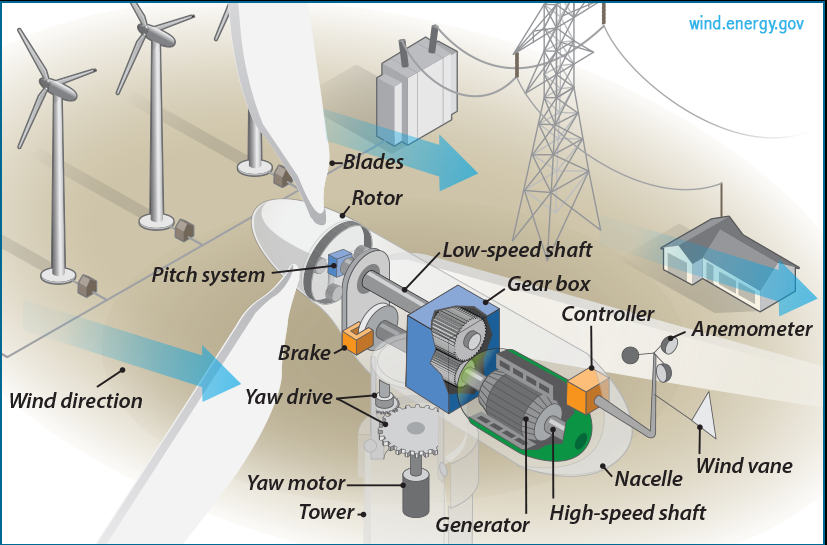 wind.energy.gov
Blades
Rotor
Low-speed shaft
Pitch system
Gear box
Controller
Anemometer
Brake
Wind direction
Yaw drive
Wind vane
Nacelle
Yaw motor
Tower
High-speed shaft
Generator